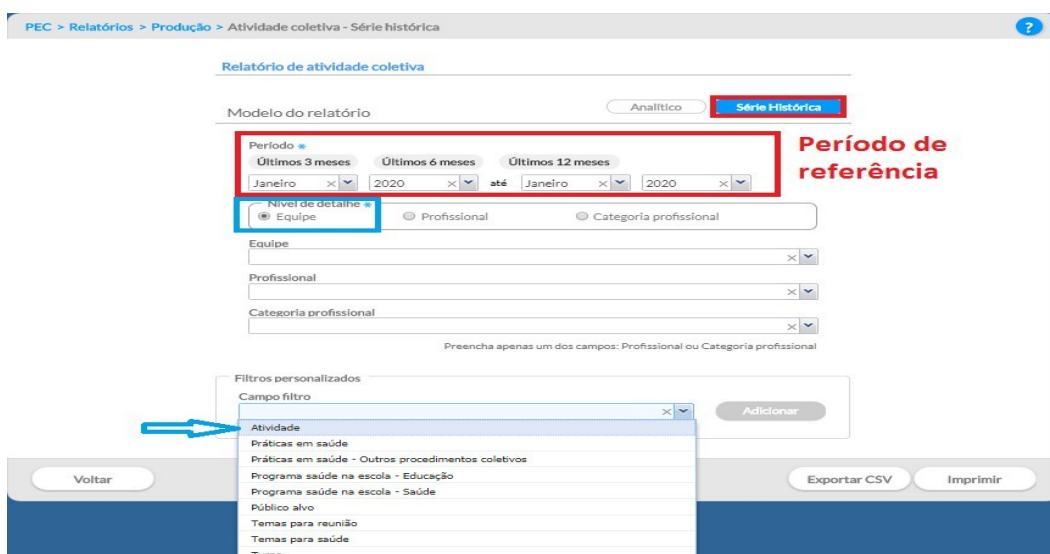 PEC > Relatórios > Produção > Atividade coletiva - Série histórica ?
Relatório de atividade coletiva
Modelo do relatório Analítico Série Histórica
Período * Período de
Últimos 3 meses Últimos 6 meses Últimos 12 meses referência
Janeiro 2020 até Janeiro 2020
Nível de detalhe *
Equipe Profissional Categoria profissional
Equipe
Profissional
Categoria profissional
Preencha apenas um dos campos: Profissional ou Categoria profissional
Filtros personalizados
Campo filtro
Adicionar
Atividade
Práticas em saúde
Práticas em saúde - Outros procedimentos coletivos
Programa saúde na escola - Educação
Voltar Programa saúde na escola - Saúde Exportar CSV Imprimir
Público alvo
Temas para reunião
Temas para saúde